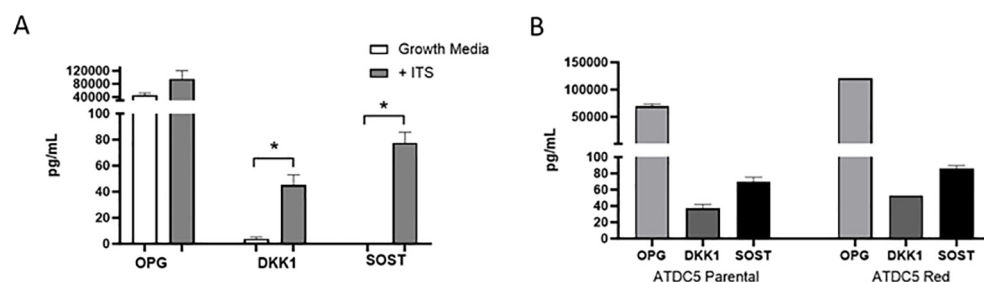 A
Growth Media
+ ITS
120000
80000
40000
100
80
60
40
20
0
pg/mL
*
*
OPG
DKK1
SOST
B
150000
100000
50000
100
80
60
40
20
0
pg/mL
OPG DKK1 SOST
OPG DKK1 SOST
ATDC5 Parental
ATDC5 Red